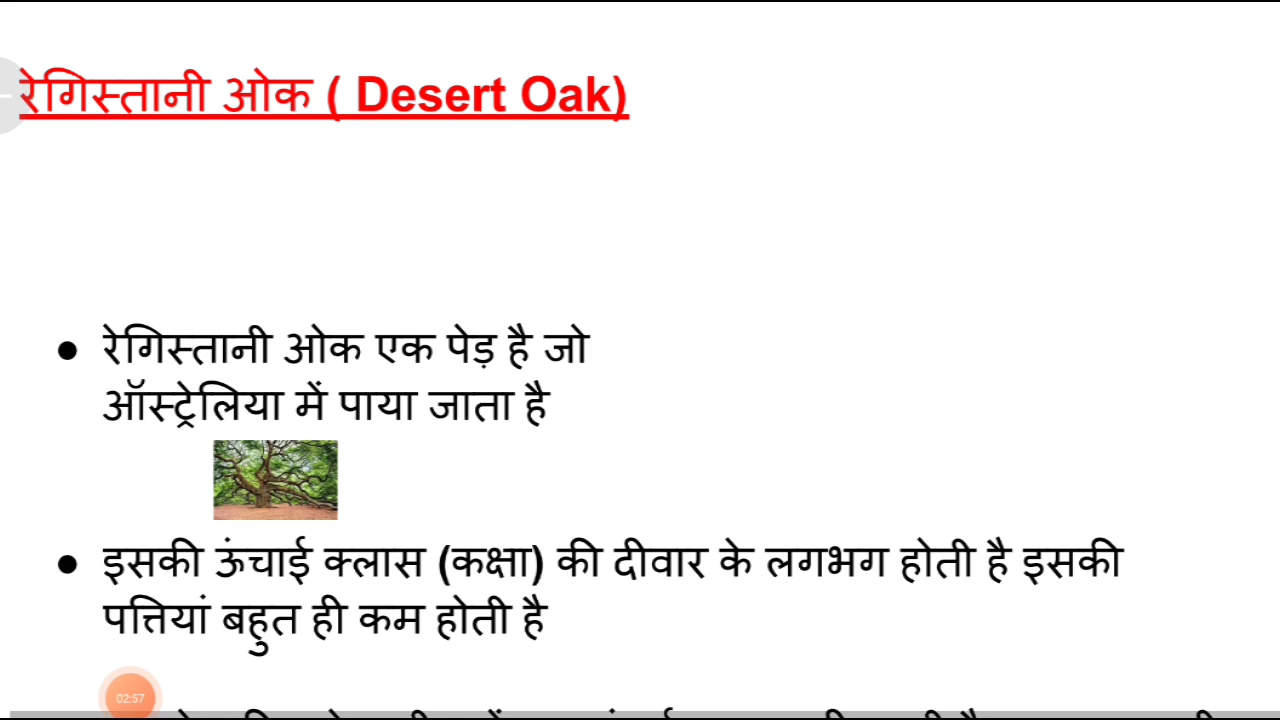 रेगिस्तानी ओक ( Desert Oak)
● रेगिस्तानी ओक एक पेड़ है जो
ऑस्ट्रेलिया में पाया जाता है
● इसकी ऊंचाई क्लास (कक्षा) की दीवार के लगभग होती है इसकी
पत्तियां बहुत ही कम होती है
02:57